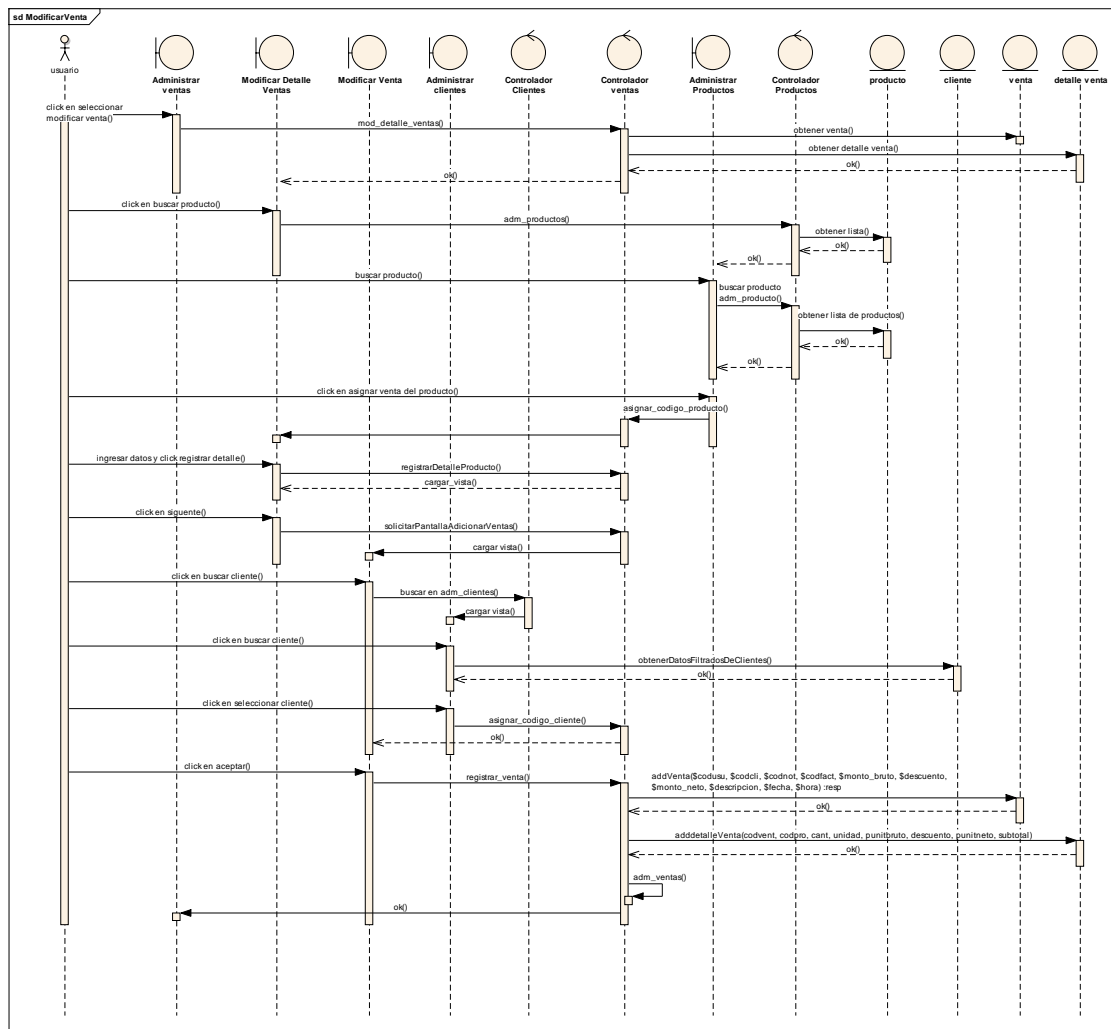 sd ModificarVenta
usuario
Administrar
ventas
Modificar Detalle
Ventas
Modificar Venta
Administrar
clientes
Controlador
Clientes
Controlador
ventas
Administrar
Productos
Controlador
Productos
producto
cliente
venta
detalle venta
click en seleccionar
modificar venta()
mod_detalle_ventas()
obtener venta()
obtener detalle venta()
ok()
ok()
click en buscar producto()
adm_productos()
obtener lista()
ok()
ok()
buscar producto()
buscar producto
adm_producto()
obtener lista de productos()
ok()
ok()
click en asignar venta del producto()
asignar_codigo_producto()
ingresar datos y click registrar detalle()
registrarDetalleProducto()
cargar_vista()
click en siguente()
solicitarPantallaAdicionarVentas()
cargar vista()
click en buscar cliente()
buscar en adm_clientes()
cargar vista()
click en buscar cliente()
obtenerDatosFiltradosDeClientes()
ok()
click en seleccionar cliente()
asignar_codigo_cliente()
ok()
click en aceptar()
registrar_venta()
addVenta($codusu, $codcli, $codnot, $codfact, $monto_bruto, $descuento,
$monto_neto, $descripcion, $fecha, $hora) :resp
ok()
adddetalleVenta(codvent, codpro, cant, unidad, punitbruto, descuento, punitneto, subtotal)
ok()
adm_ventas()
ok()